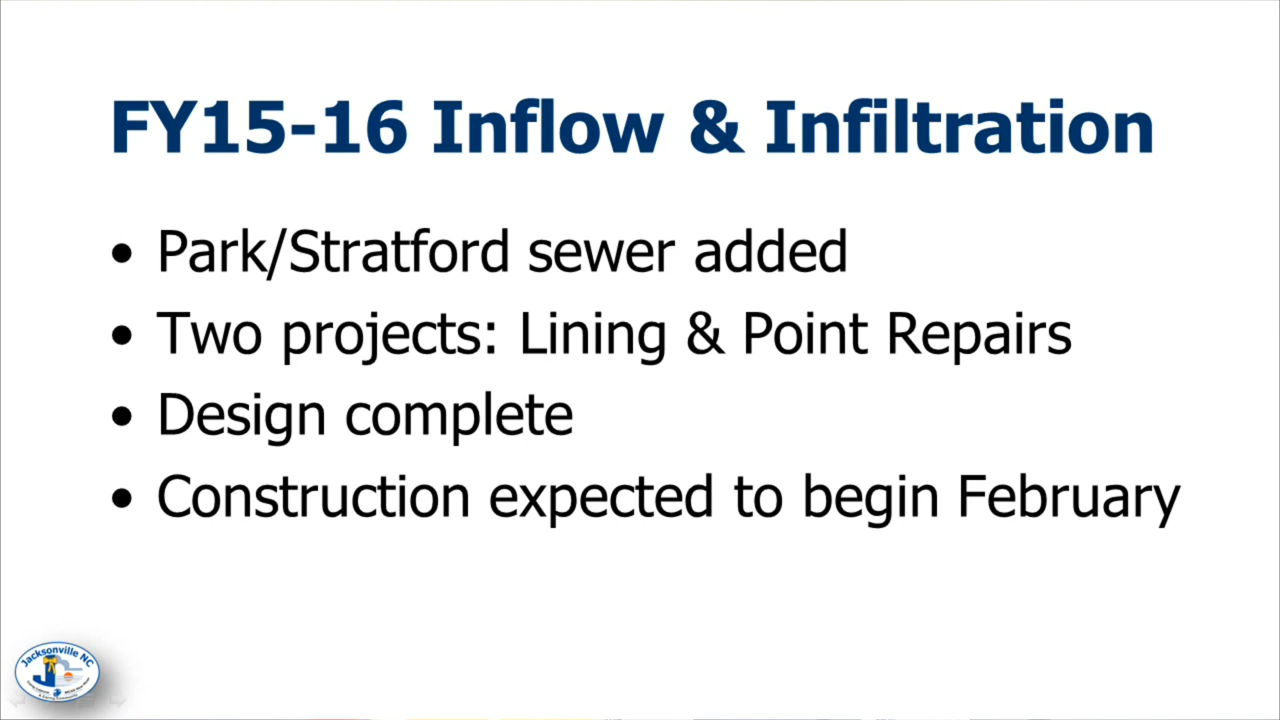 FY15-16 Inflow & Infiltration
• Park/Stratford sewer added
• Two projects: Lining & Point Repairs
• Design complete
• Construction expected to begin February
Jacksonville NC